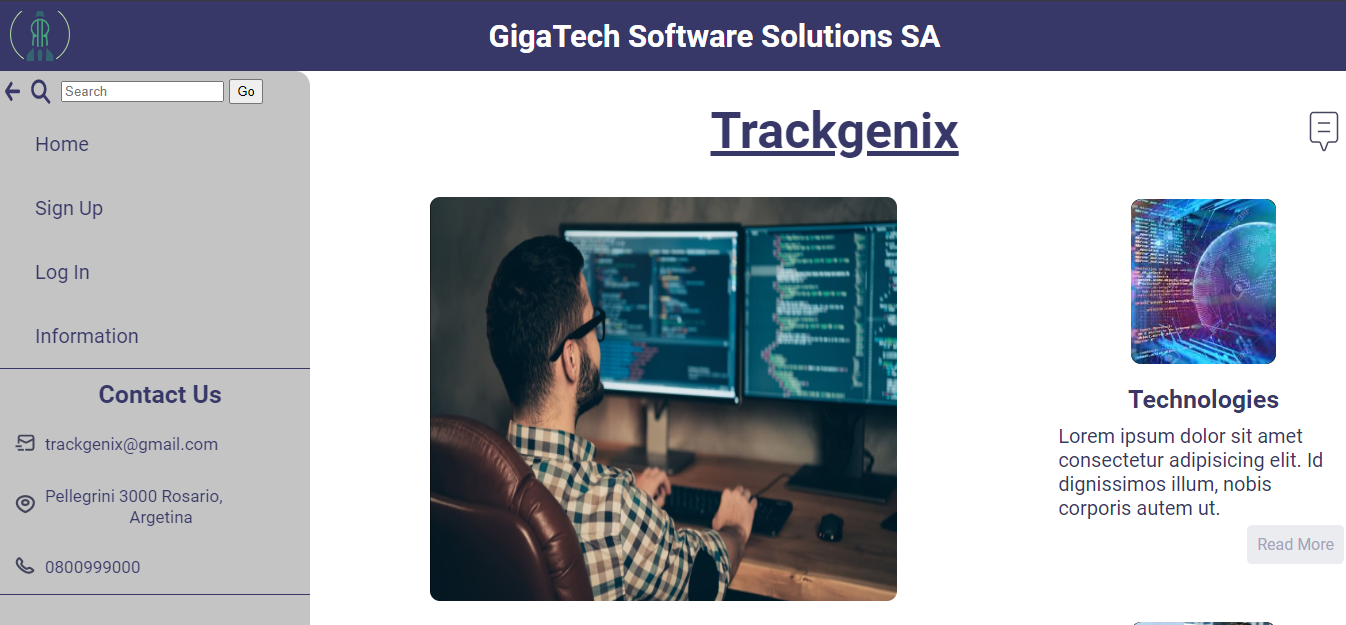 GigaTech Software Solutions SA
Search
Go
Home
Sign Up
Log In
Information
Contact Us
trackgenix@gmail.com
Pellegrini 3000 Rosario,
Argetina
0800999000
Trackgenix
Technologies
Lorem ipsum dolor sit amet
consectetur adipisicing elit. Id
dignissimos illum, nobis
corporis autem ut.
Read More